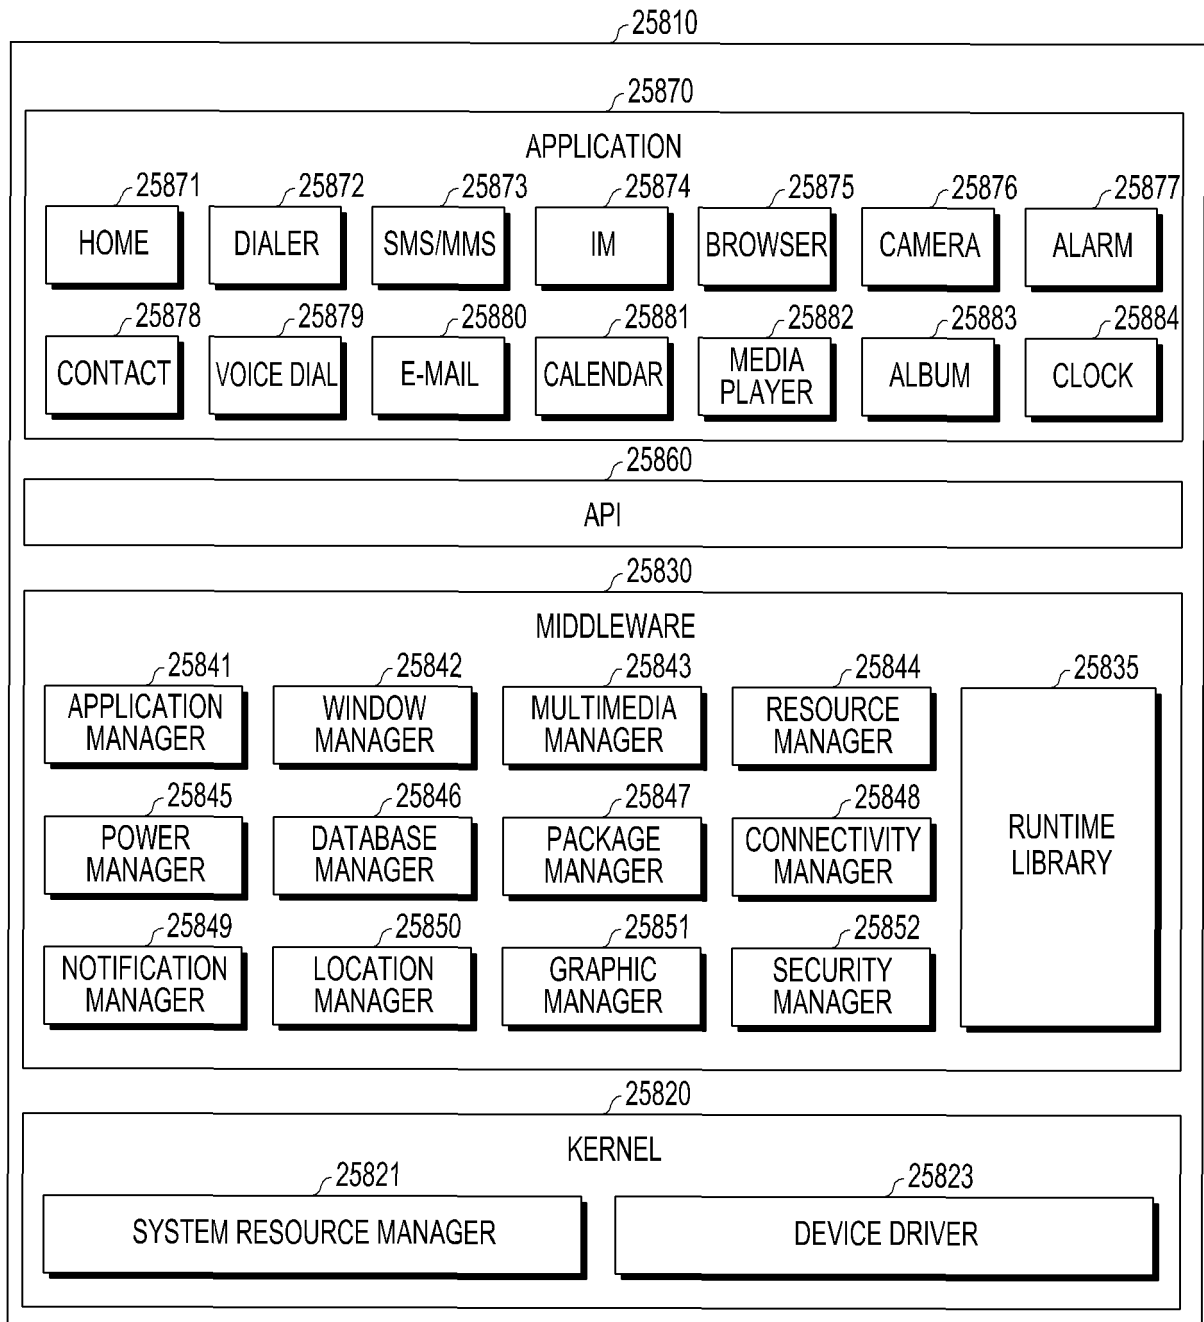 25810
25870
APPLICATION
25871 25872 25873 25874 25875 25876 25877
HOME DIALER SMS/MMS IM BROWSER CAMERA ALARM
25878 25879 25880 25881 25882 25883 25884
CONTACT VOICE DIAL E-MAIL CALENDAR MEDIA PLAYER ALBUM CLOCK
25860
API
25830
MIDDLEWARE
25841 25842 25843 25844 25835
APPLICATION MANAGER WINDOW MANAGER MULTIMEDIA MANAGER RESOURCE MANAGER
25845 25846 25847 25848
POWER MANAGER DATABASE MANAGER PACKAGE MANAGER CONNECTIVITY MANAGER RUNTIME LIBRARY
25849 25850 25851 25852
NOTIFICATION MANAGER LOCATION MANAGER GRAPHIC MANAGER SECURITY MANAGER
25820
KERNEL
25821 25823
SYSTEM RESOURCE MANAGER DEVICE DRIVER